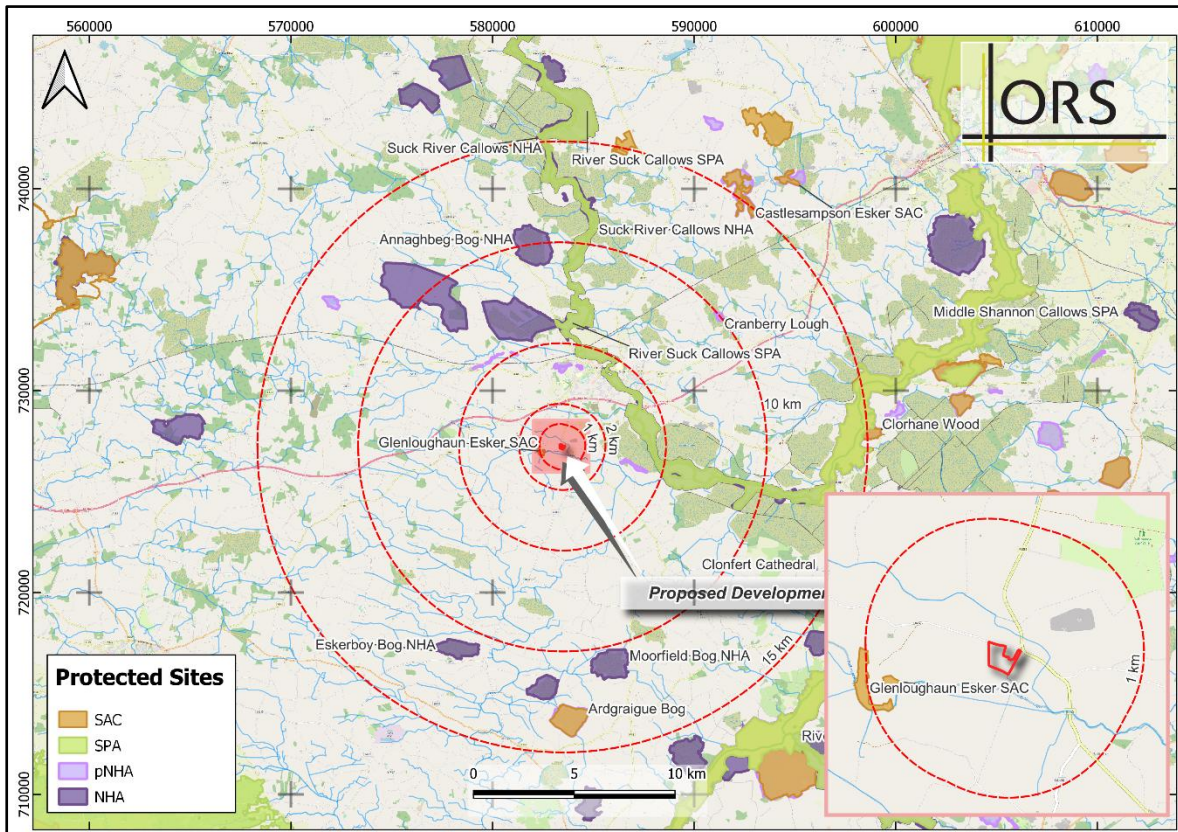 560000 570000 580000 590000 600000 610000
ORS
740000
730000
720000
710000
Suck River Callows NHA
River Suck Callows SPA
Castlesampson Esker SAC
Suck River Callows NHA
Annaghbeg Bog NHA
Middle Shannon Callows SPA
Cranberry Lough
River Suck Callows SPA
10 km
Clorhane Wood
Glenloughaun Esker SAC
1 km
2 km
Clonfert Cathedral
Proposed Developmen
Eskerboy Bog NHA
Moorfield Bog NHA
15 km
Ardgraigue Bog
Rive
Protected Sites
SAC
SPA
pNHA
NHA
0 5 10 km
Glenloughaun Esker SAC
1 km